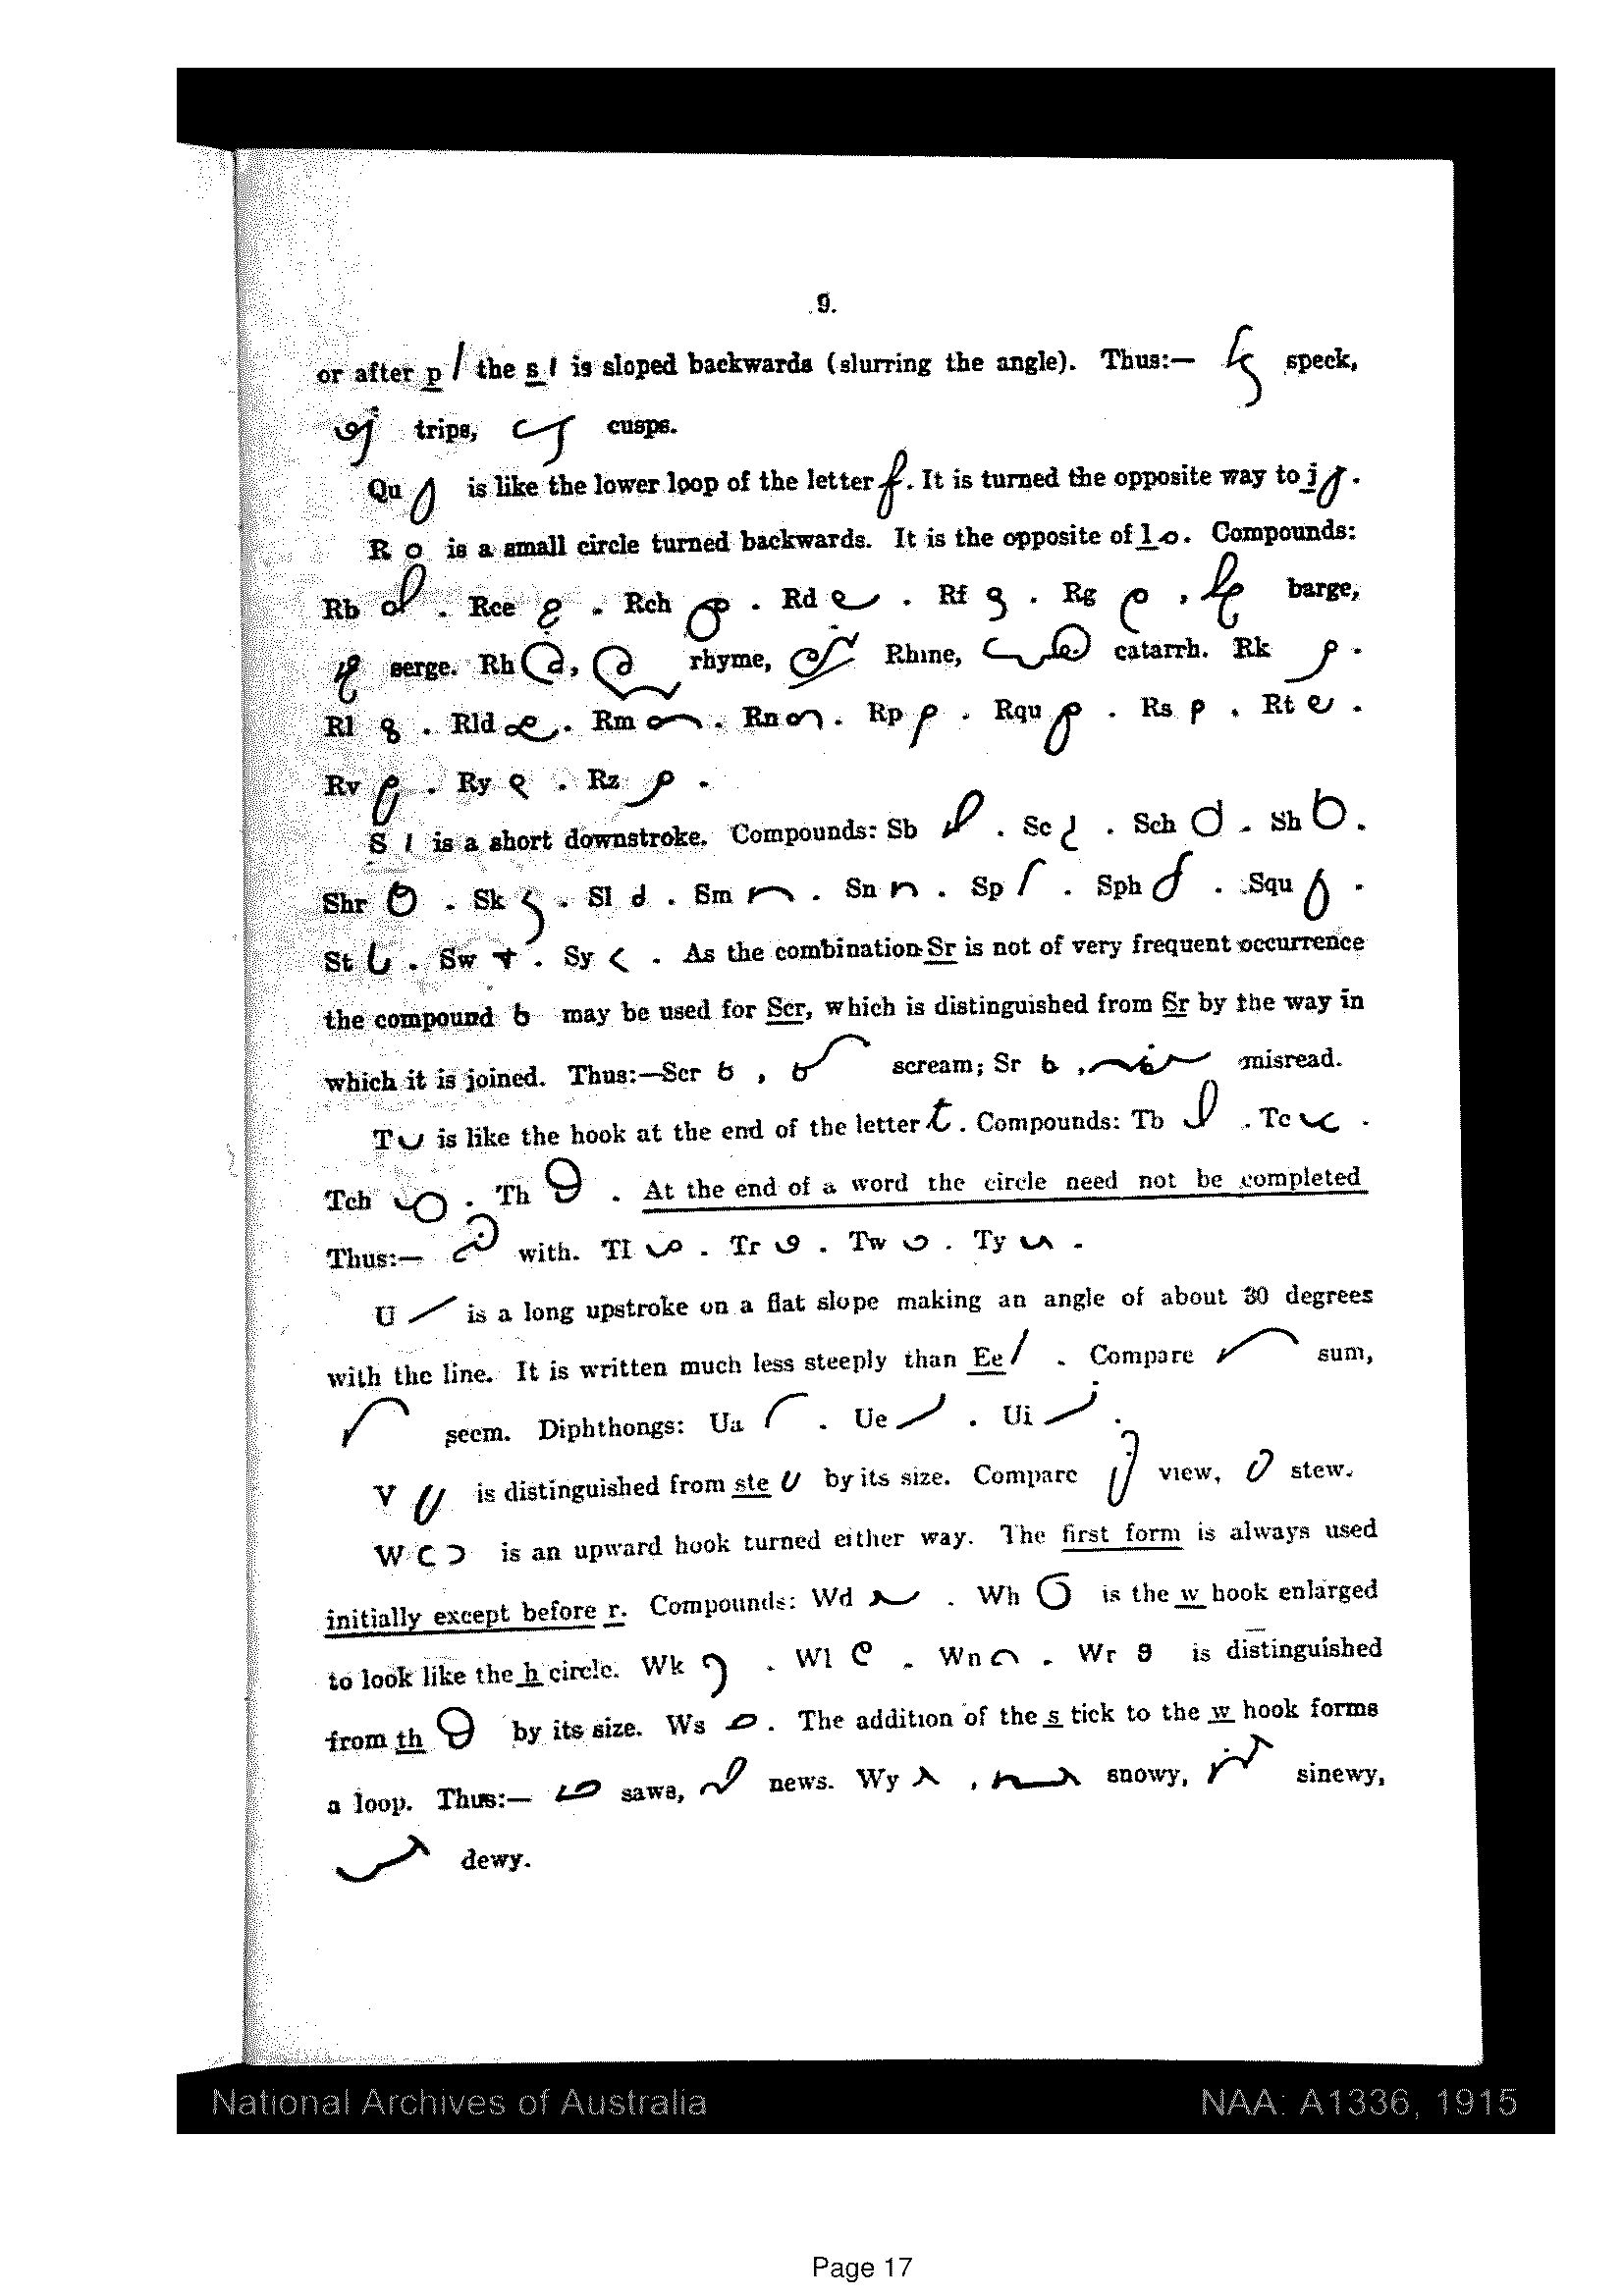 9.
or after p the s is sloped backwards (slurring the angle). Thus:— speck,
trips, cusps.
Qu is like the lower loop of the letter f. It is turned the opposite way to j .
R is a small circle turned backwards. It is the opposite of l . Compounds:
Rb . Rce . Rch . Rd . Rf . Rg , barge,
serge. Rh , rhyme, Rhine, catarrh. Rk .
Rl . Rld . Rm . Rn . Rp . Rqu . Rs . Rt .
Rv . Ry . Rz .
S is a short downstroke. Compounds: Sb . Sc . Sch . Sh .
Shr . Sk . Sl . Sm . Sn . Sp . Sph . Squ .
St . Sw . Sy . As the combination Sr is not of very frequent occurrence
the compound may be used for Scr, which is distinguished from Sr by the way in
which it is joined. Thus:—Scr , scream; Sr , misread.
T is like the hook at the end of the letter t. Compounds: Tb . Tc .
Tch . Th . At the end of a word the circle need not be completed
Thus:— with. Tl . Tr . Tw . Ty .
U is a long upstroke on a flat slope making an angle of about 30 degrees
with the line. It is written much less steeply than Ee . Compare sum,
seem. Diphthongs: Ua . Ue . Ui .
V is distinguished from ste by its size. Compare view, stew.
W is an upward hook turned either way. The first form is always used
initially except before r. Compounds: Wd . Wh is the w hook enlarged
to look like the h circle. Wk . Wl . Wn . Wr is distinguished
from th by its size. Ws . The addition of the s tick to the w hook forms
a loop. Thus:— saws, news. Wy , snowy, sinewy,
dewy.
National Archives of Australia NAA: A1336, 1915
Page 17